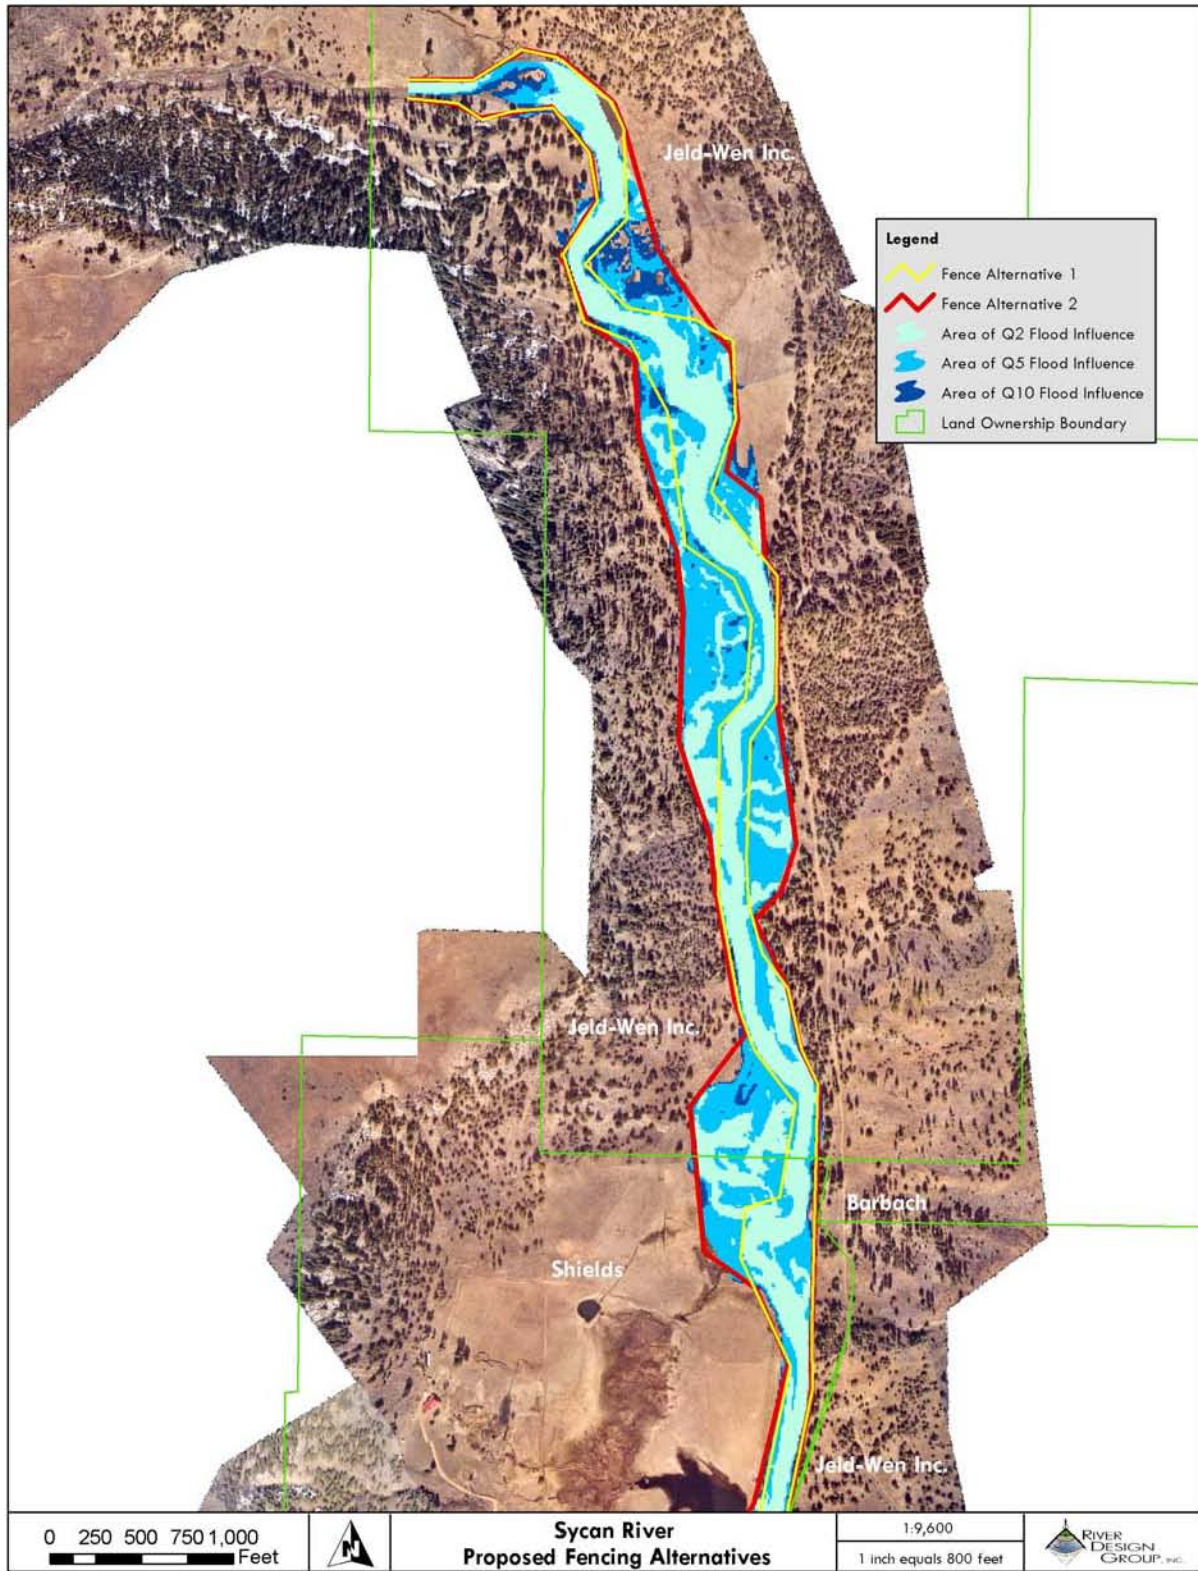 Jeld-Wen Inc.
Legend
Fence Alternative 1
Fence Alternative 2
Area of Q2 Flood Influence
Area of Q5 Flood Influence
Area of Q10 Flood Influence
Land Ownership Boundary
Jeld-Wen Inc.
Barbach
Shields
Jeld-Wen Inc.
0 250 500 750 1,000
Feet
N
Sycan River
Proposed Fencing Alternatives
1:9,600
1 inch equals 800 feet
RIVER
DESIGN
GROUP, INC.